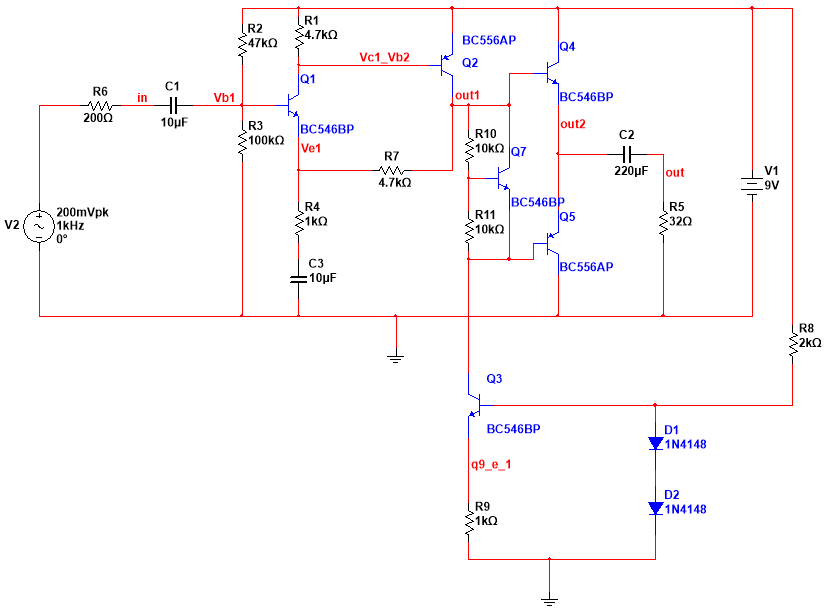 R2
47kΩ
R1
4.7kΩ
BC556AP
Q2
Q4
BC546BP
Vc1_Vb2
Q1
BC546BP
out1
R6
200Ω
in
C1
10µF
Vb1
R3
100kΩ
Ve1
R7
4.7kΩ
R10
10kΩ
Q7
BC546BP
out2
C2
220µF
out
V1
9V
R4
1kΩ
R11
10kΩ
Q5
BC556AP
R5
32Ω
V2
200mVpk
1kHz
0°
C3
10µF
R8
2kΩ
Q3
BC546BP
D1
1N4148
q9_e_1
D2
1N4148
R9
1kΩ